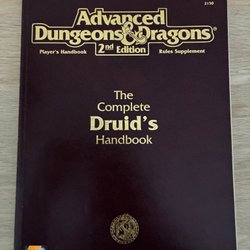 2150
Advanced
Dungeons & Dragons®
2nd Edition
Player's Handbook
Rules Supplement
The
Complete
Druid's
Handbook